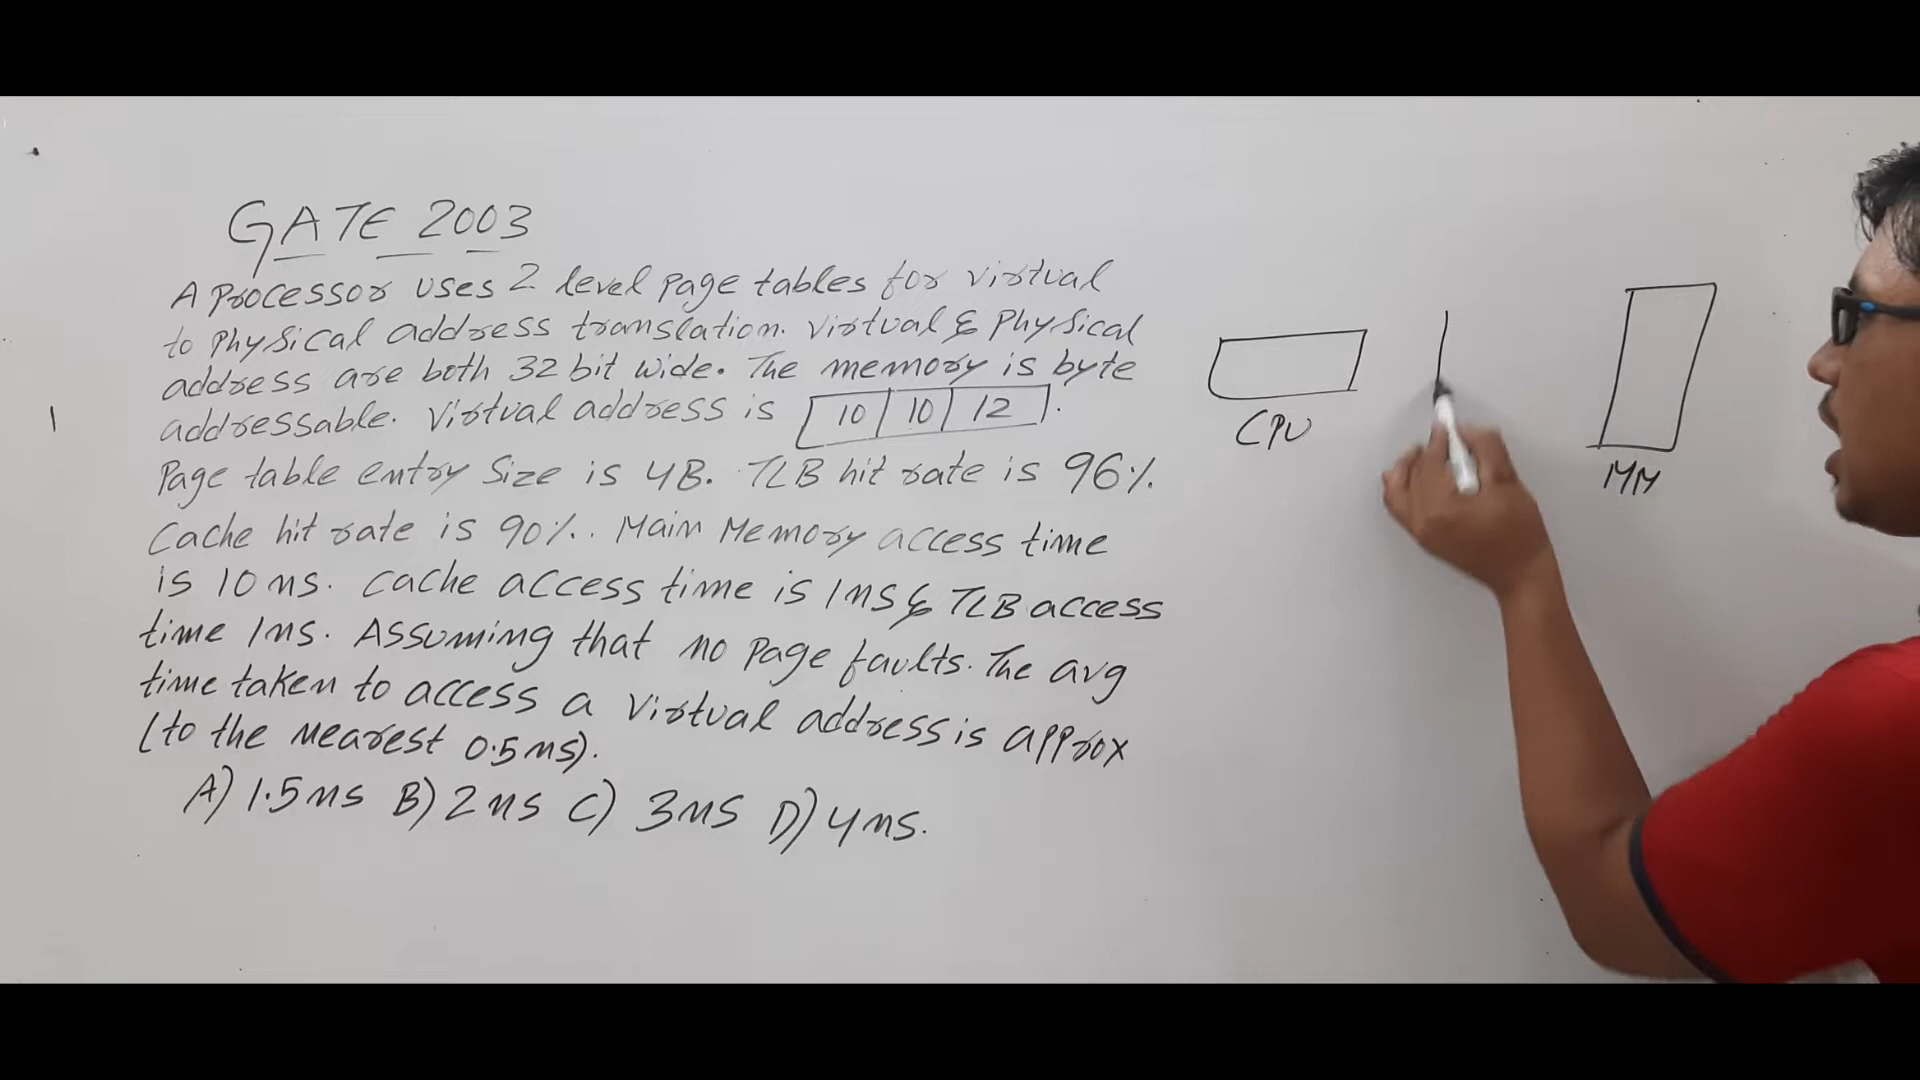 GATE 2003
A Processor uses 2 level page tables for virtual
to physical address translation. Virtual & Physical
address are both 32 bit wide. The memory is byte
addressable. Virtual address is 10 10 12 .
Page table entry size is 4B. TLB hit rate is 96%.
Cache hit rate is 90%. Main Memory access time
is 10ns. Cache access time is 1ns & TLB access
time 1ns. Assuming that no page faults. The avg
time taken to access a virtual address is approx
(to the nearest 0.5ns).
A) 1.5ns B) 2ns C) 3ns D) 4ns.
CPU
MM